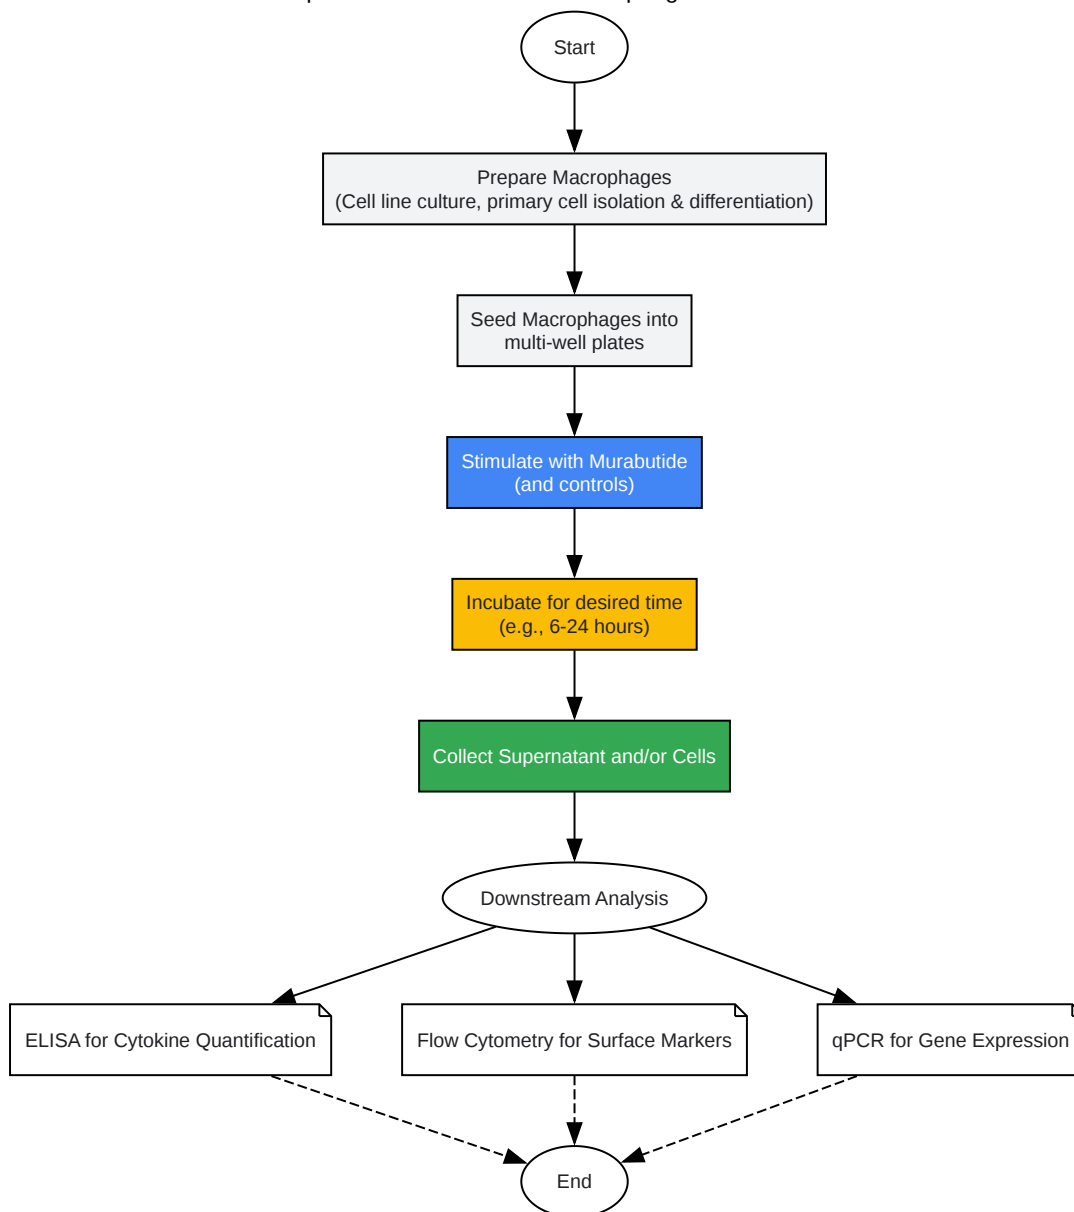 Start
Prepare Macrophages
(Cell line culture, primary cell isolation & differentiation)
Seed Macrophages into
multi-well plates
Stimulate with Murabutide
(and controls)
Incubate for desired time
(e.g., 6-24 hours)
Collect Supernatant and/or Cells
Downstream Analysis
ELISA for Cytokine Quantification
Flow Cytometry for Surface Markers
qPCR for Gene Expression
End